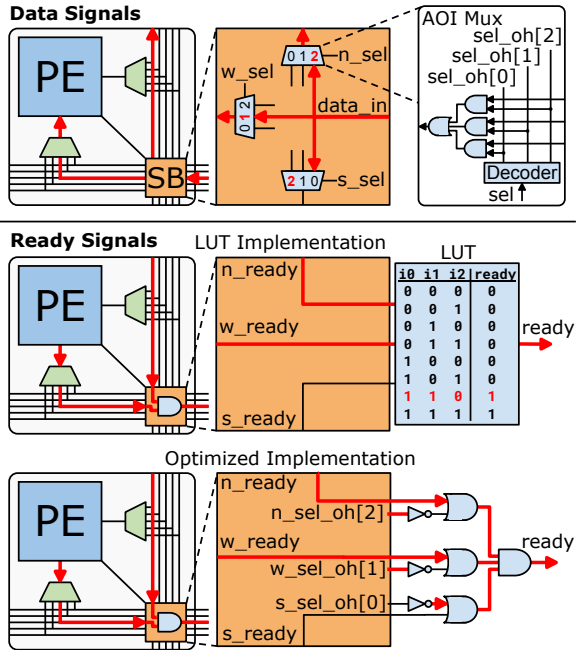 Data Signals
PE
SB
w_sel
0 1 2
n_sel
0 1 2
data_in
2 1 0
s_sel
AOI Mux
sel_oh[2]
sel_oh[1]
sel_oh[0]
Decoder
sel
Ready Signals
LUT Implementation
PE
n_ready
w_ready
s_ready
LUT
i0 i1 i2 ready
0 0 0 0
0 0 1 0
0 1 0 0
0 1 1 0
1 0 0 0
1 0 1 0
1 1 0 1
1 1 1 1
ready
Optimized Implementation
PE
n_ready
n_sel_oh[2]
w_ready
w_sel_oh[1]
s_sel_oh[0]
s_ready
ready